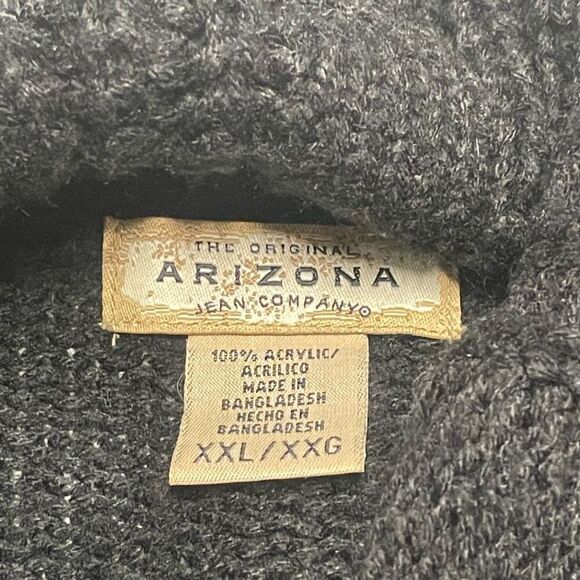 THE ORIGINAL
ARIZONA
JEAN COMPANY®
100% ACRYLIC/
ACRILICO
MADE IN
BANGLADESH
HECHO EN
BANGLADESH
XXL/XXG